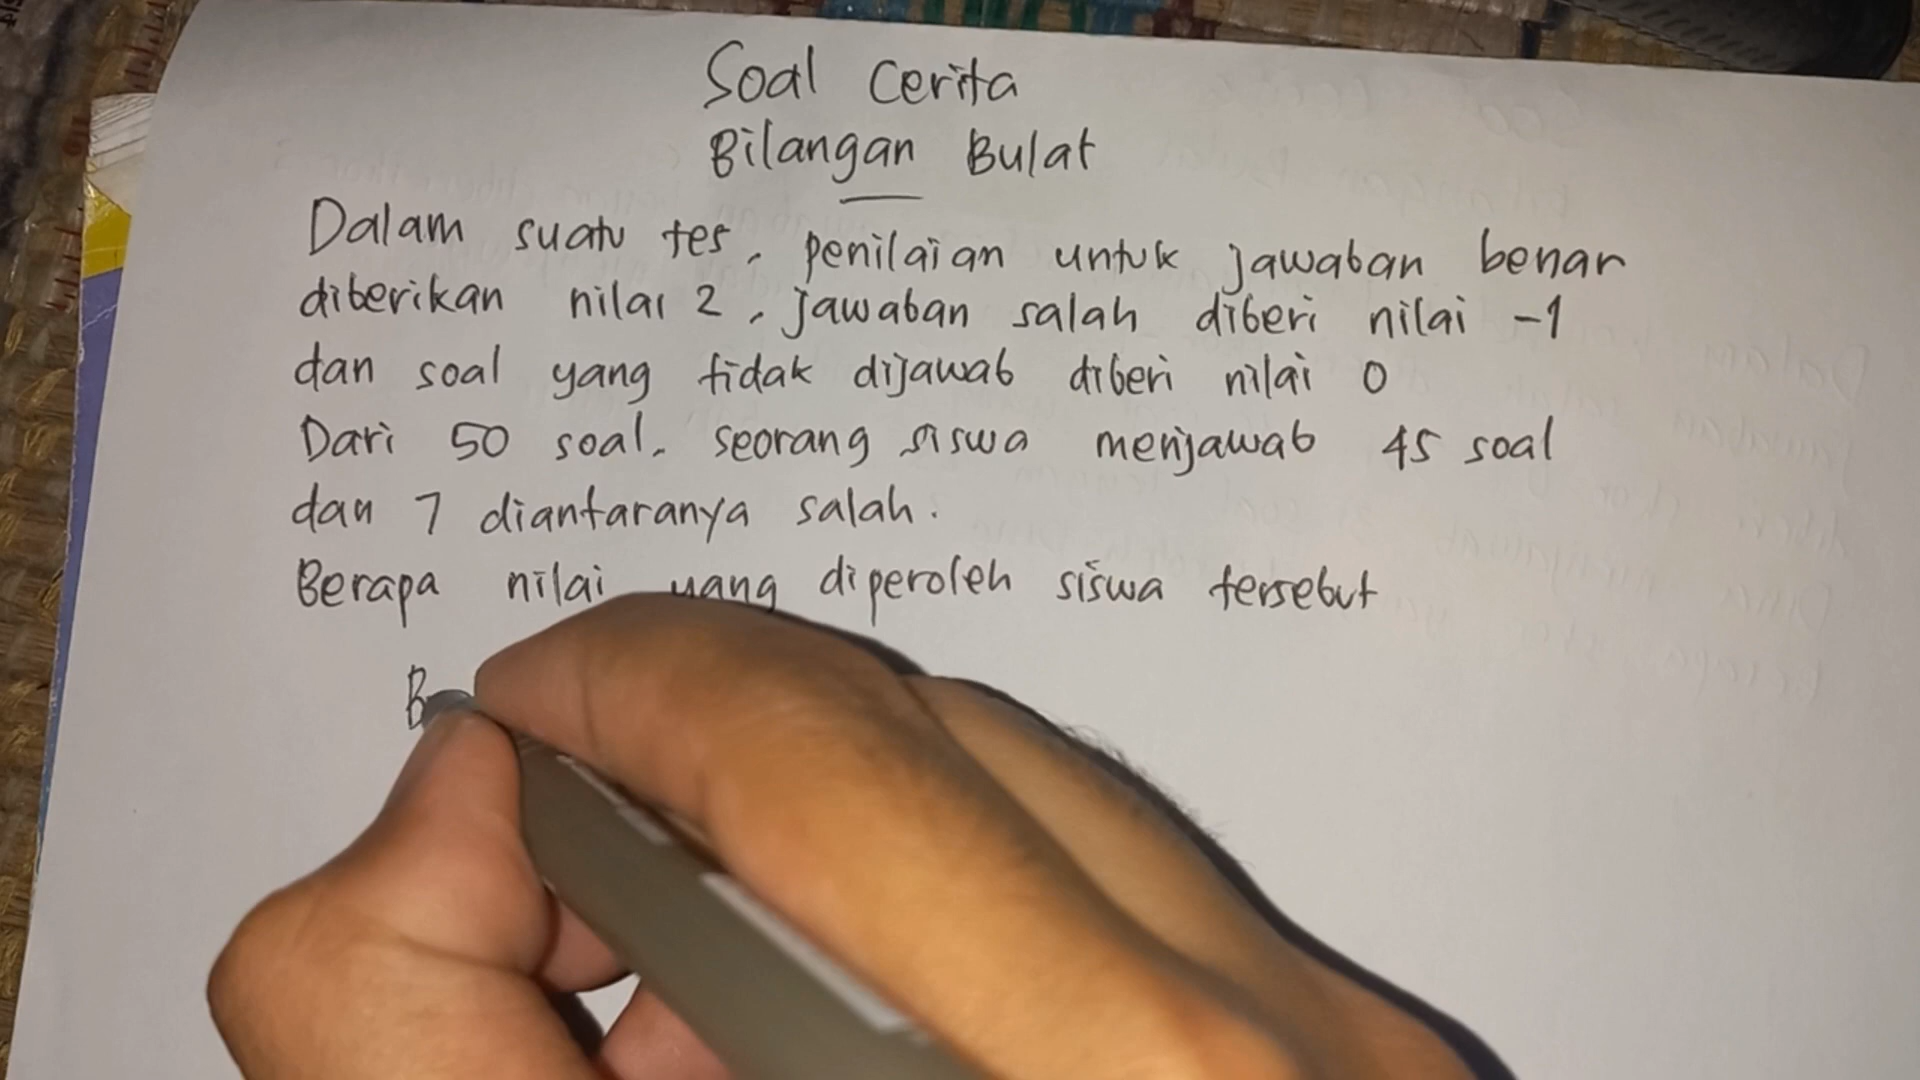 Soal Cerita
Bilangan Bulat
Dalam suatu tes, penilaian untuk jawaban benar
diberikan nilai 2, jawaban salah diberi nilai -1
dan soal yang tidak dijawab diberi nilai 0
Dari 50 soal, seorang siswa menjawab 45 soal
dan 7 diantaranya salah.
Berapa nilai yang diperoleh siswa tersebut
B